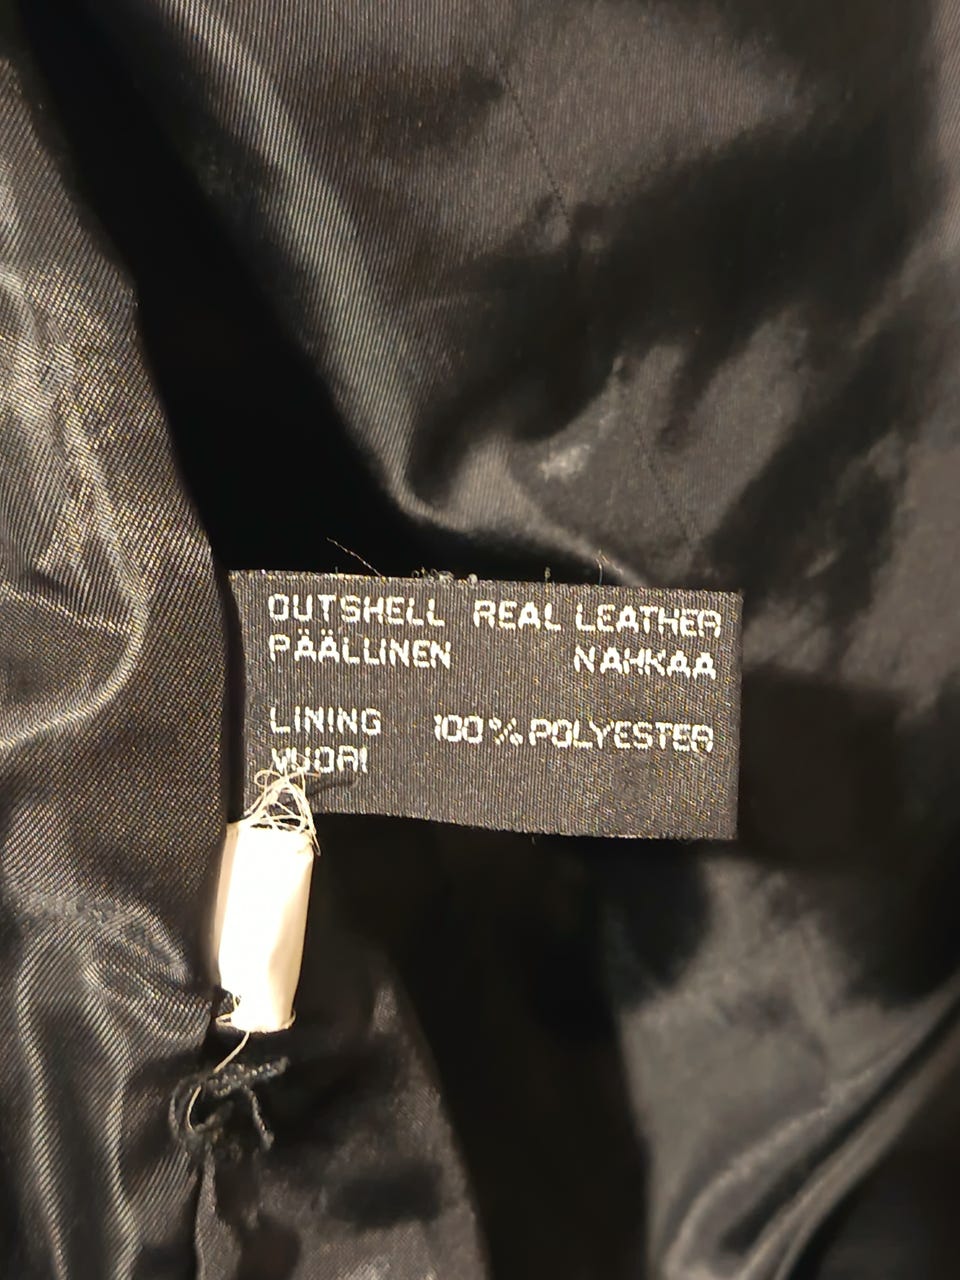 OUTSHELL REAL LEATHER
PÄÄLLINEN NAHKAA
LINING 100% POLYESTER
VUORI